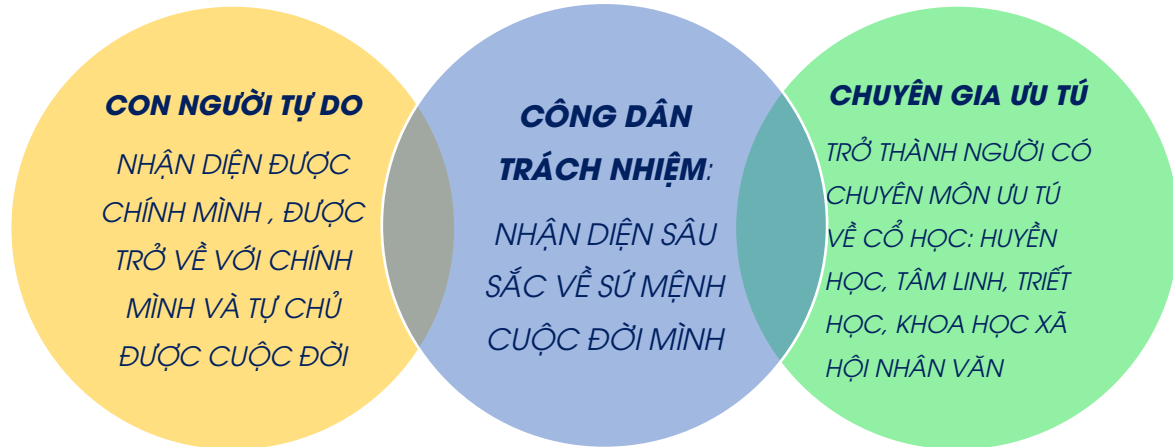 CON NGƯỜI TỰ DO
NHẬN DIỆN ĐƯỢC
CHÍNH MÌNH , ĐƯỢC
TRỞ VỀ VỚI CHÍNH
MÌNH VÀ TỰ CHỦ
ĐƯỢC CUỘC ĐỜI
CÔNG DÂN
TRÁCH NHIỆM:
NHẬN DIỆN SÂU
SẮC VỀ SỨ MỆNH
CUỘC ĐỜI MÌNH
CHUYÊN GIA ƯU TÚ
TRỞ THÀNH NGƯỜI CÓ
CHUYÊN MÔN ƯU TÚ
VỀ CỔ HỌC: HUYỀN
HỌC, TÂM LINH, TRIẾT
HỌC, KHOA HỌC XÃ
HỘI NHÂN VĂN